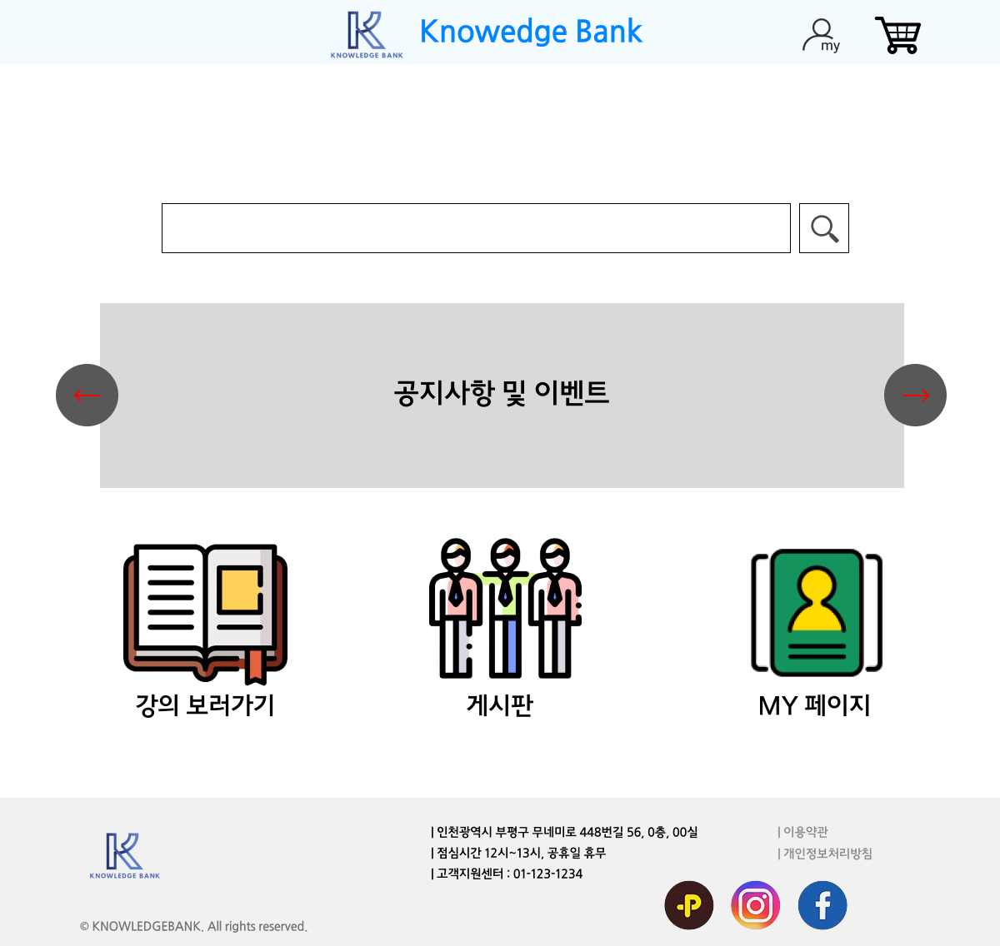 KNOWLEDGE BANK
Knowedge Bank
my
공지사항 및 이벤트
강의 보러가기
게시판
MY 페이지
KNOWLEDGE BANK
© KNOWLEDGEBANK. All rights reserved.
| 인천광역시 부평구 무네미로 448번길 56, 0층, 00실
| 점심시간 12시~13시, 공휴일 휴무
| 고객지원센터 : 01-123-1234
| 이용약관
| 개인정보처리방침